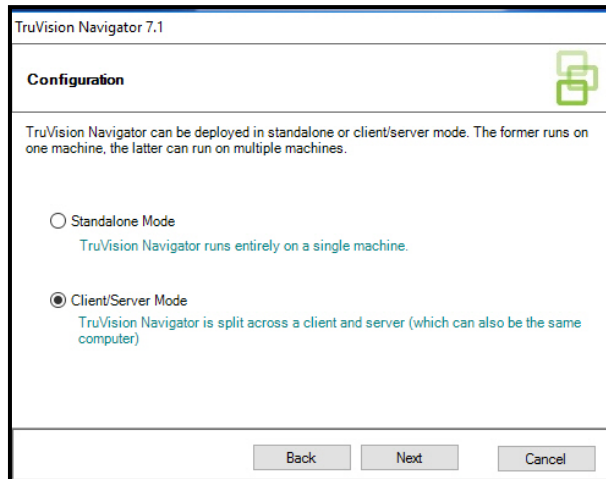 TruVision Navigator 7.1
Configuration
TruVision Navigator can be deployed in standalone or client/server mode. The former runs on
one machine, the latter can run on multiple machines.
Standalone Mode
TruVision Navigator runs entirely on a single machine.
Client/Server Mode
TruVision Navigator is split across a client and server (which can also be the same
computer)
Back Next Cancel